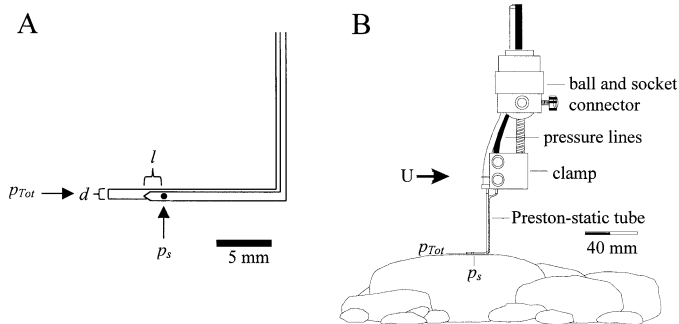 A
l
p_Tot
d
p_s
5 mm
B
ball and socket
connector
pressure lines
U
clamp
Preston-static tube
40 mm
p_Tot
p_s